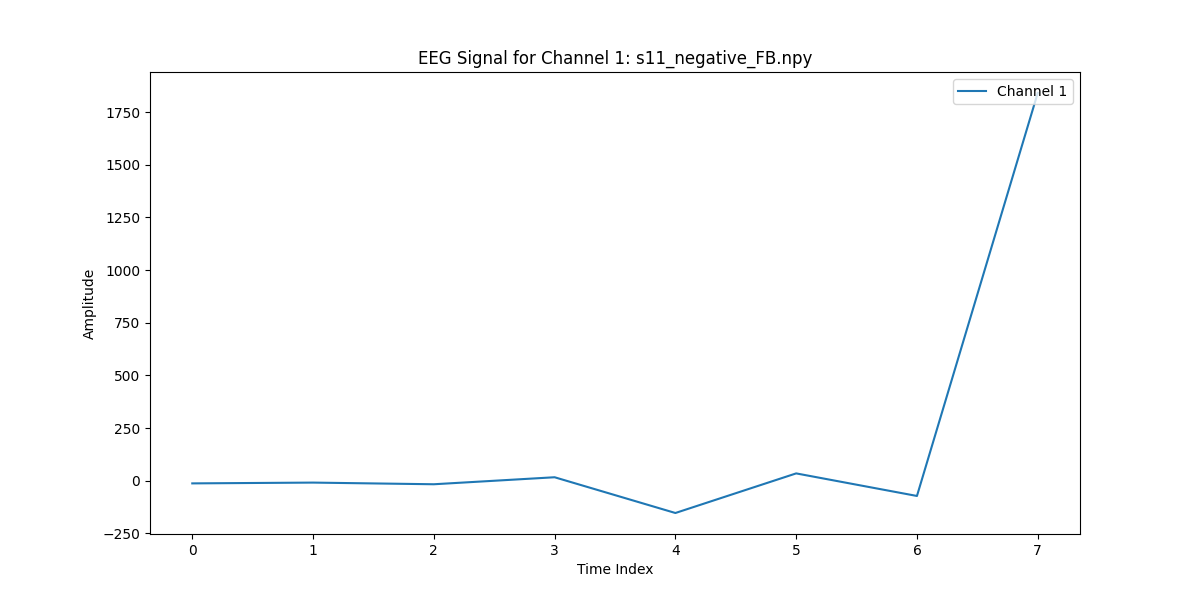 EEG Signal for Channel 1: s11_negative_FB.npy
Channel 1
1750
1500
1250
1000
750
500
250
0
−250
Amplitude
0 1 2 3 4 5 6 7
Time Index